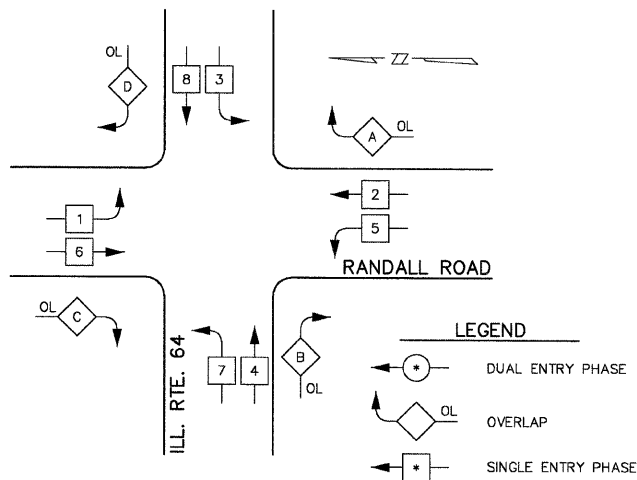 OL
D
8
3
Z
A
OL
2
1
5
6
RANDALL ROAD
OL
C
ILL. RTE. 64
7
4
B
OL
LEGEND
* DUAL ENTRY PHASE
OL
OVERLAP
* SINGLE ENTRY PHASE